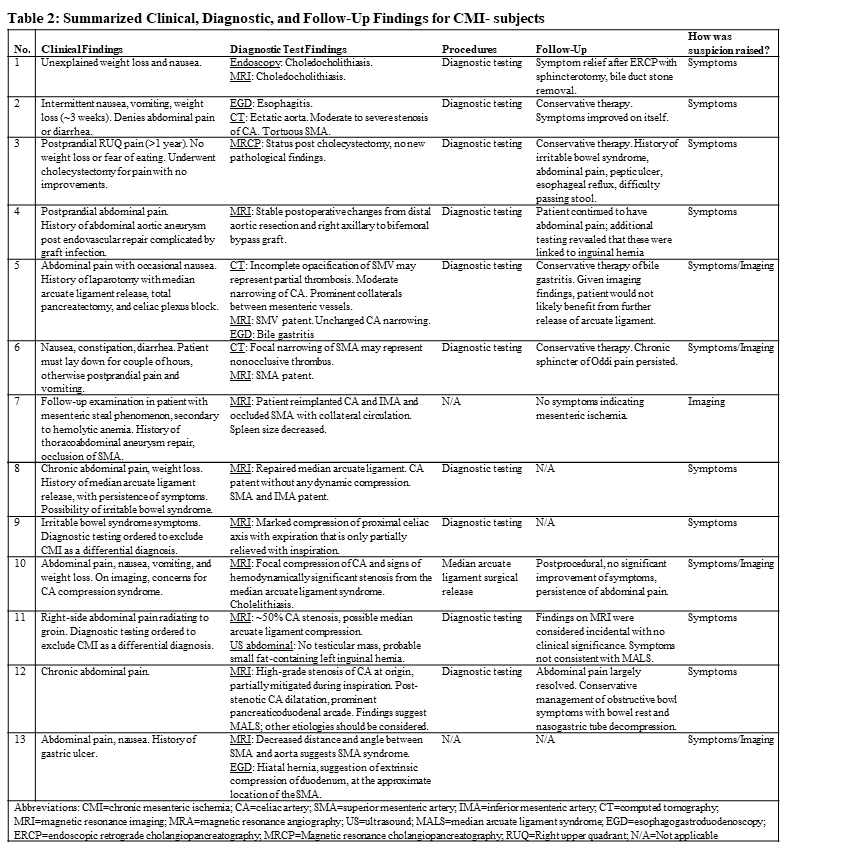 Table 2: Summarized Clinical, Diagnostic, and Follow-Up Findings for CMI- subjects
No. Clinical Findings Diagnostic Test Findings Procedures Follow-Up How was suspicion raised?
1 Unexplained weight loss and nausea. Endoscopy: Choledocholithiasis. Diagnostic testing Symptom relief after ERCP with Symptoms
MRI: Choledocholithiasis. sphincterotomy, bile duct stone
removal.
2 Intermittent nausea, vomiting, weight EGD: Esophagitis. Diagnostic testing Conservative therapy. Symptoms
loss (~3 weeks). Denies abdominal pain CT: Ectatic aorta. Moderate to severe stenosis Symptoms improved on itself.
or diarrhea. of CA. Tortuous SMA.
3 Postprandial RUQ pain (>1 year). No MRCP: Status post cholecystectomy, no new Diagnostic testing Conservative therapy. History of Symptoms
weight loss or fear of eating. Underwent pathological findings. irritable bowel syndrome,
cholecystectomy for pain with no abdominal pain, peptic ulcer,
improvements. esophageal reflux, difficulty
passing stool.
4 Postprandial abdominal pain. MRI: Stable postoperative changes from distal Diagnostic testing Patient continued to have Symptoms
History of abdominal aortic aneurysm aortic resection and right axillary to bifemoral abdominal pain; additional
post endovascular repair complicated by bypass graft. testing revealed that these were
graft infection. linked to inguinal hernia
5 Abdominal pain with occasional nausea. CT: Incomplete opacification of SMV may Diagnostic testing Conservative therapy of bile Symptoms/Imaging
History of laparotomy with median represent partial thrombosis. Moderate gastritis. Given imaging
arcuate ligament release, total narrowing of CA. Prominent collaterals findings, patient would not
pancreatectomy, and celiac plexus block. between mesenteric vessels. likely benefit from further
MRI: SMV patent. Unchanged CA narrowing. release of arcuate ligament.
EGD: Bile gastritis
6 Nausea, constipation, diarrhea. Patient CT: Focal narrowing of SMA may represent Diagnostic testing Conservative therapy. Chronic Symptoms/Imaging
must lay down for couple of hours, nonocclusive thrombus. sphincter of Oddi pain persisted.
otherwise postprandial pain and MRI: SMA patent.
vomiting.
7 Follow-up examination in patient with MRI: Patient reimplanted CA and IMA and N/A No symptoms indicating Imaging
mesenteric steal phenomenon, secondary occluded SMA with collateral circulation. mesenteric ischemia.
to hemolytic anemia. History of Spleen size decreased.
thoracoabdominal aneurysm repair,
occlusion of SMA.
8 Chronic abdominal pain, weight loss. MRI: Repaired median arcuate ligament. CA Diagnostic testing N/A Symptoms
History of median arcuate ligament patent without any dynamic compression.
release, with persistence of symptoms. SMA and IMA patent.
Possibility of irritable bowel syndrome.
9 Irritable bowel syndrome symptoms. MRI: Marked compression of proximal celiac Diagnostic testing N/A Symptoms
Diagnostic testing ordered to exclude axis with expiration that is only partially
CMI as a differential diagnosis. relieved with inspiration.
10 Abdominal pain, nausea, vomiting, and MRI: Focal compression of CA and signs of Median arcuate Postprocedural, no significant Symptoms/Imaging
weight loss. On imaging, concerns for hemodynamically significant stenosis from the ligament surgical improvement of symptoms,
CA compression syndrome. median arcuate ligament syndrome. release persistence of abdominal pain.
Cholelithiasis.
11 Right-side abdominal pain radiating to MRI: ~50% CA stenosis, possible median Diagnostic testing Findings on MRI were Symptoms
groin. Diagnostic testing ordered to arcuate ligament compression. considered incidental with no
exclude CMI as a differential diagnosis. US abdominal: No testicular mass, probable clinical significance. Symptoms
small fat-containing left inguinal hernia. not consistent with MALS.
12 Chronic abdominal pain. MRI: High-grade stenosis of CA at origin, Diagnostic testing Abdominal pain largely Symptoms
partially mitigated during inspiration. Post- resolved. Conservative
stenotic CA dilatation, prominent management of obstructive bowl
pancreaticoduodenal arcade. Findings suggest symptoms with bowel rest and
MALS; other etiologies should be considered. nasogastric tube decompression.
13 Abdominal pain, nausea. History of MRI: Decreased distance and angle between N/A N/A Symptoms/Imaging
gastric ulcer. SMA and aorta suggests SMA syndrome.
EGD: Hiatal hernia, suggestion of extrinsic
compression of duodenum, at the approximate
location of the SMA.
Abbreviations: CMI=chronic mesenteric ischemia; CA=celiac artery; SMA=superior mesenteric artery; IMA=inferior mesenteric artery; CT=computed tomography;
MRI=magnetic resonance imaging; MRA=magnetic resonance angiography; US=ultrasound; MALS=median arcuate ligament syndrome; EGD=esophagogastroduodenoscopy;
ERCP=endoscopic retrograde cholangiopancreatography; MRCP=Magnetic resonance cholangiopancreatography; RUQ=Right upper quadrant; N/A=Not applicable